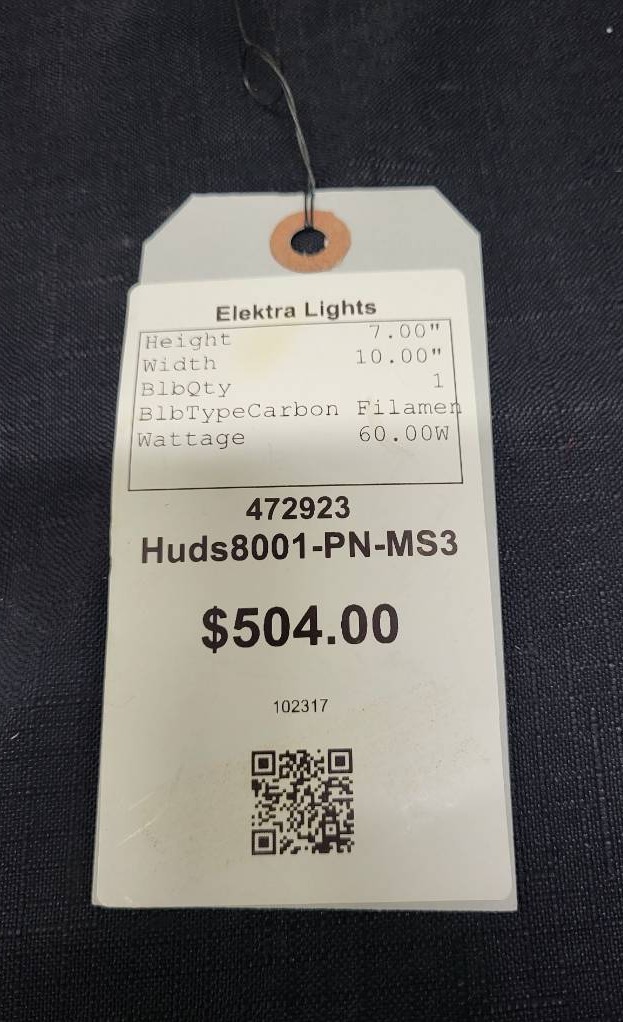 Elektra Lights
Height 7.00"
Width 10.00"
BlbQty 1
BlbTypeCarbon Filamen
Wattage 60.00W
472923
Huds8001-PN-MS3
$504.00
102317